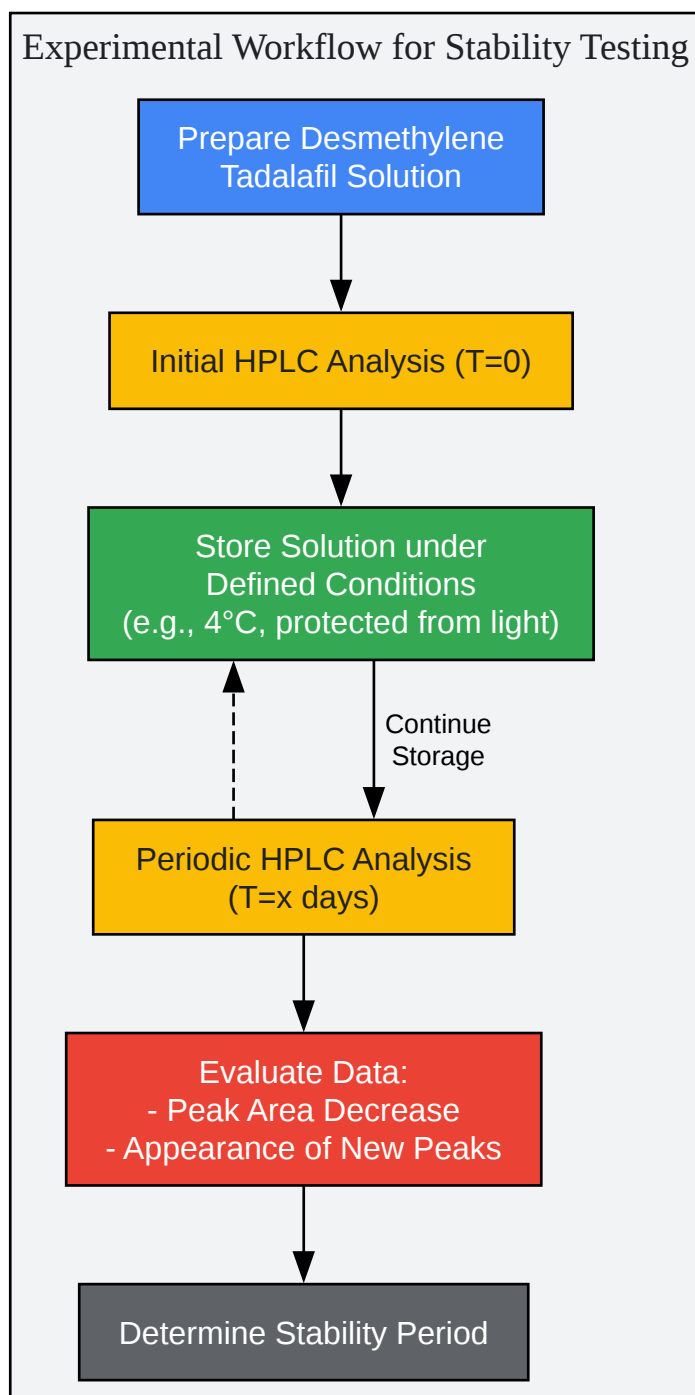 Experimental Workflow for Stability Testing
Prepare Desmethylene
Tadalafil Solution
Initial HPLC Analysis (T=0)
Store Solution under
Defined Conditions
(e.g., 4°C, protected from light)
Continue
Storage
Periodic HPLC Analysis
(T=x days)
Evaluate Data:
- Peak Area Decrease
- Appearance of New Peaks
Determine Stability Period